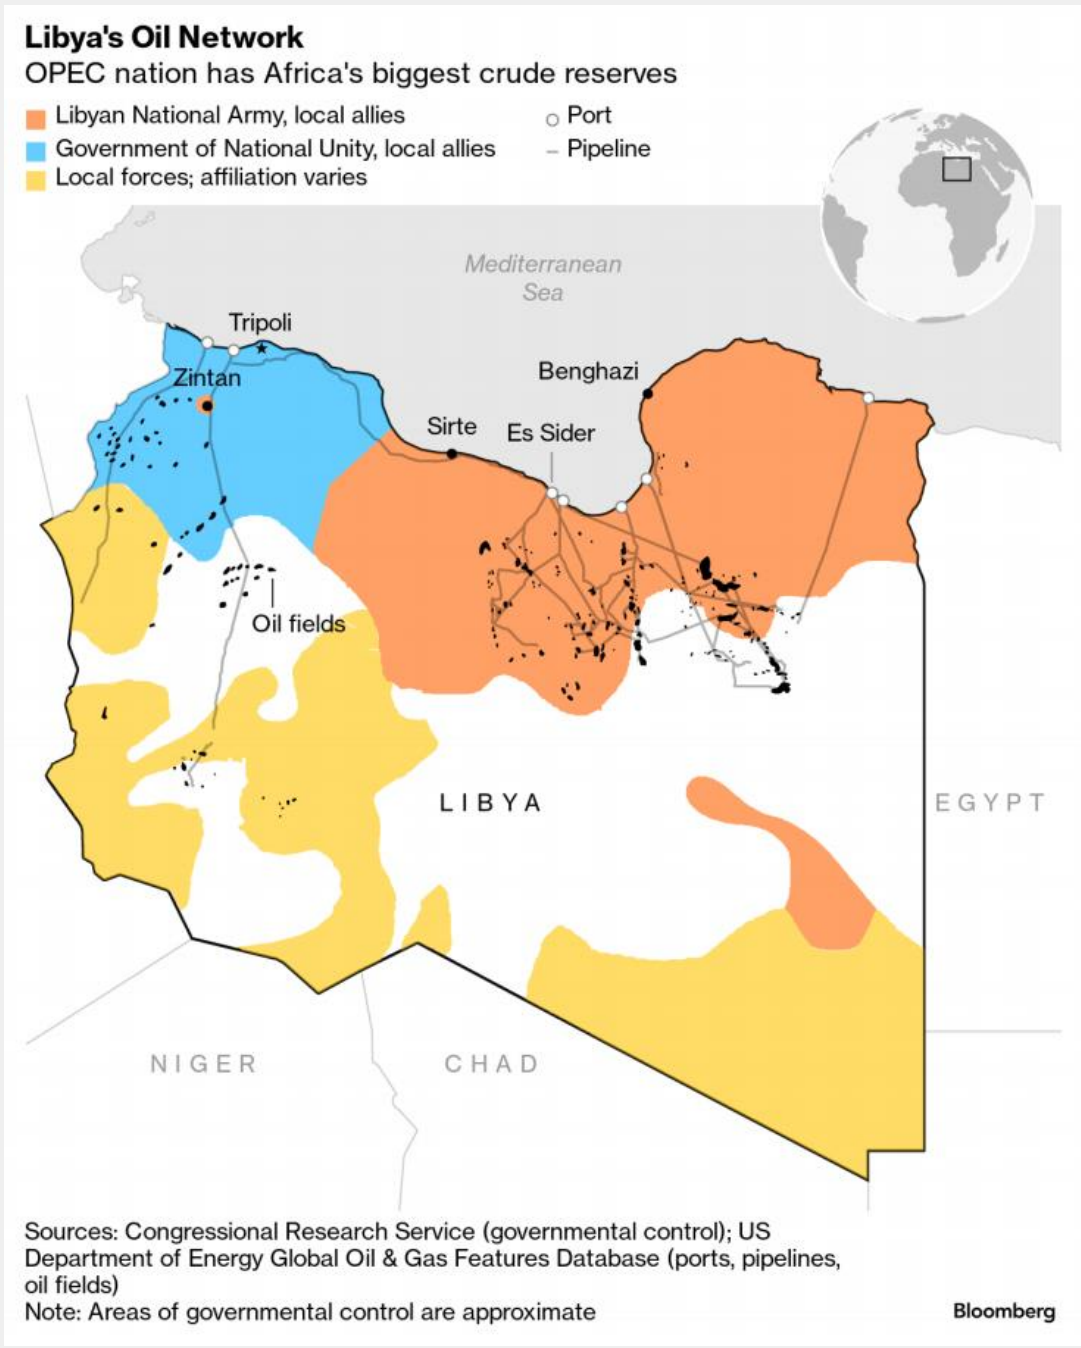 Libya's Oil Network
OPEC nation has Africa's biggest crude reserves
Libyan National Army, local allies
Government of National Unity, local allies
Local forces; affiliation varies
Port
Pipeline
Mediterranean
Sea
Tripoli
Zintan
Benghazi
Sirte
Es Sider
Oil fields
LIBYA
EGYPT
NIGER
CHAD
Sources: Congressional Research Service (governmental control); US
Department of Energy Global Oil & Gas Features Database (ports, pipelines,
oil fields)
Note: Areas of governmental control are approximate
Bloomberg